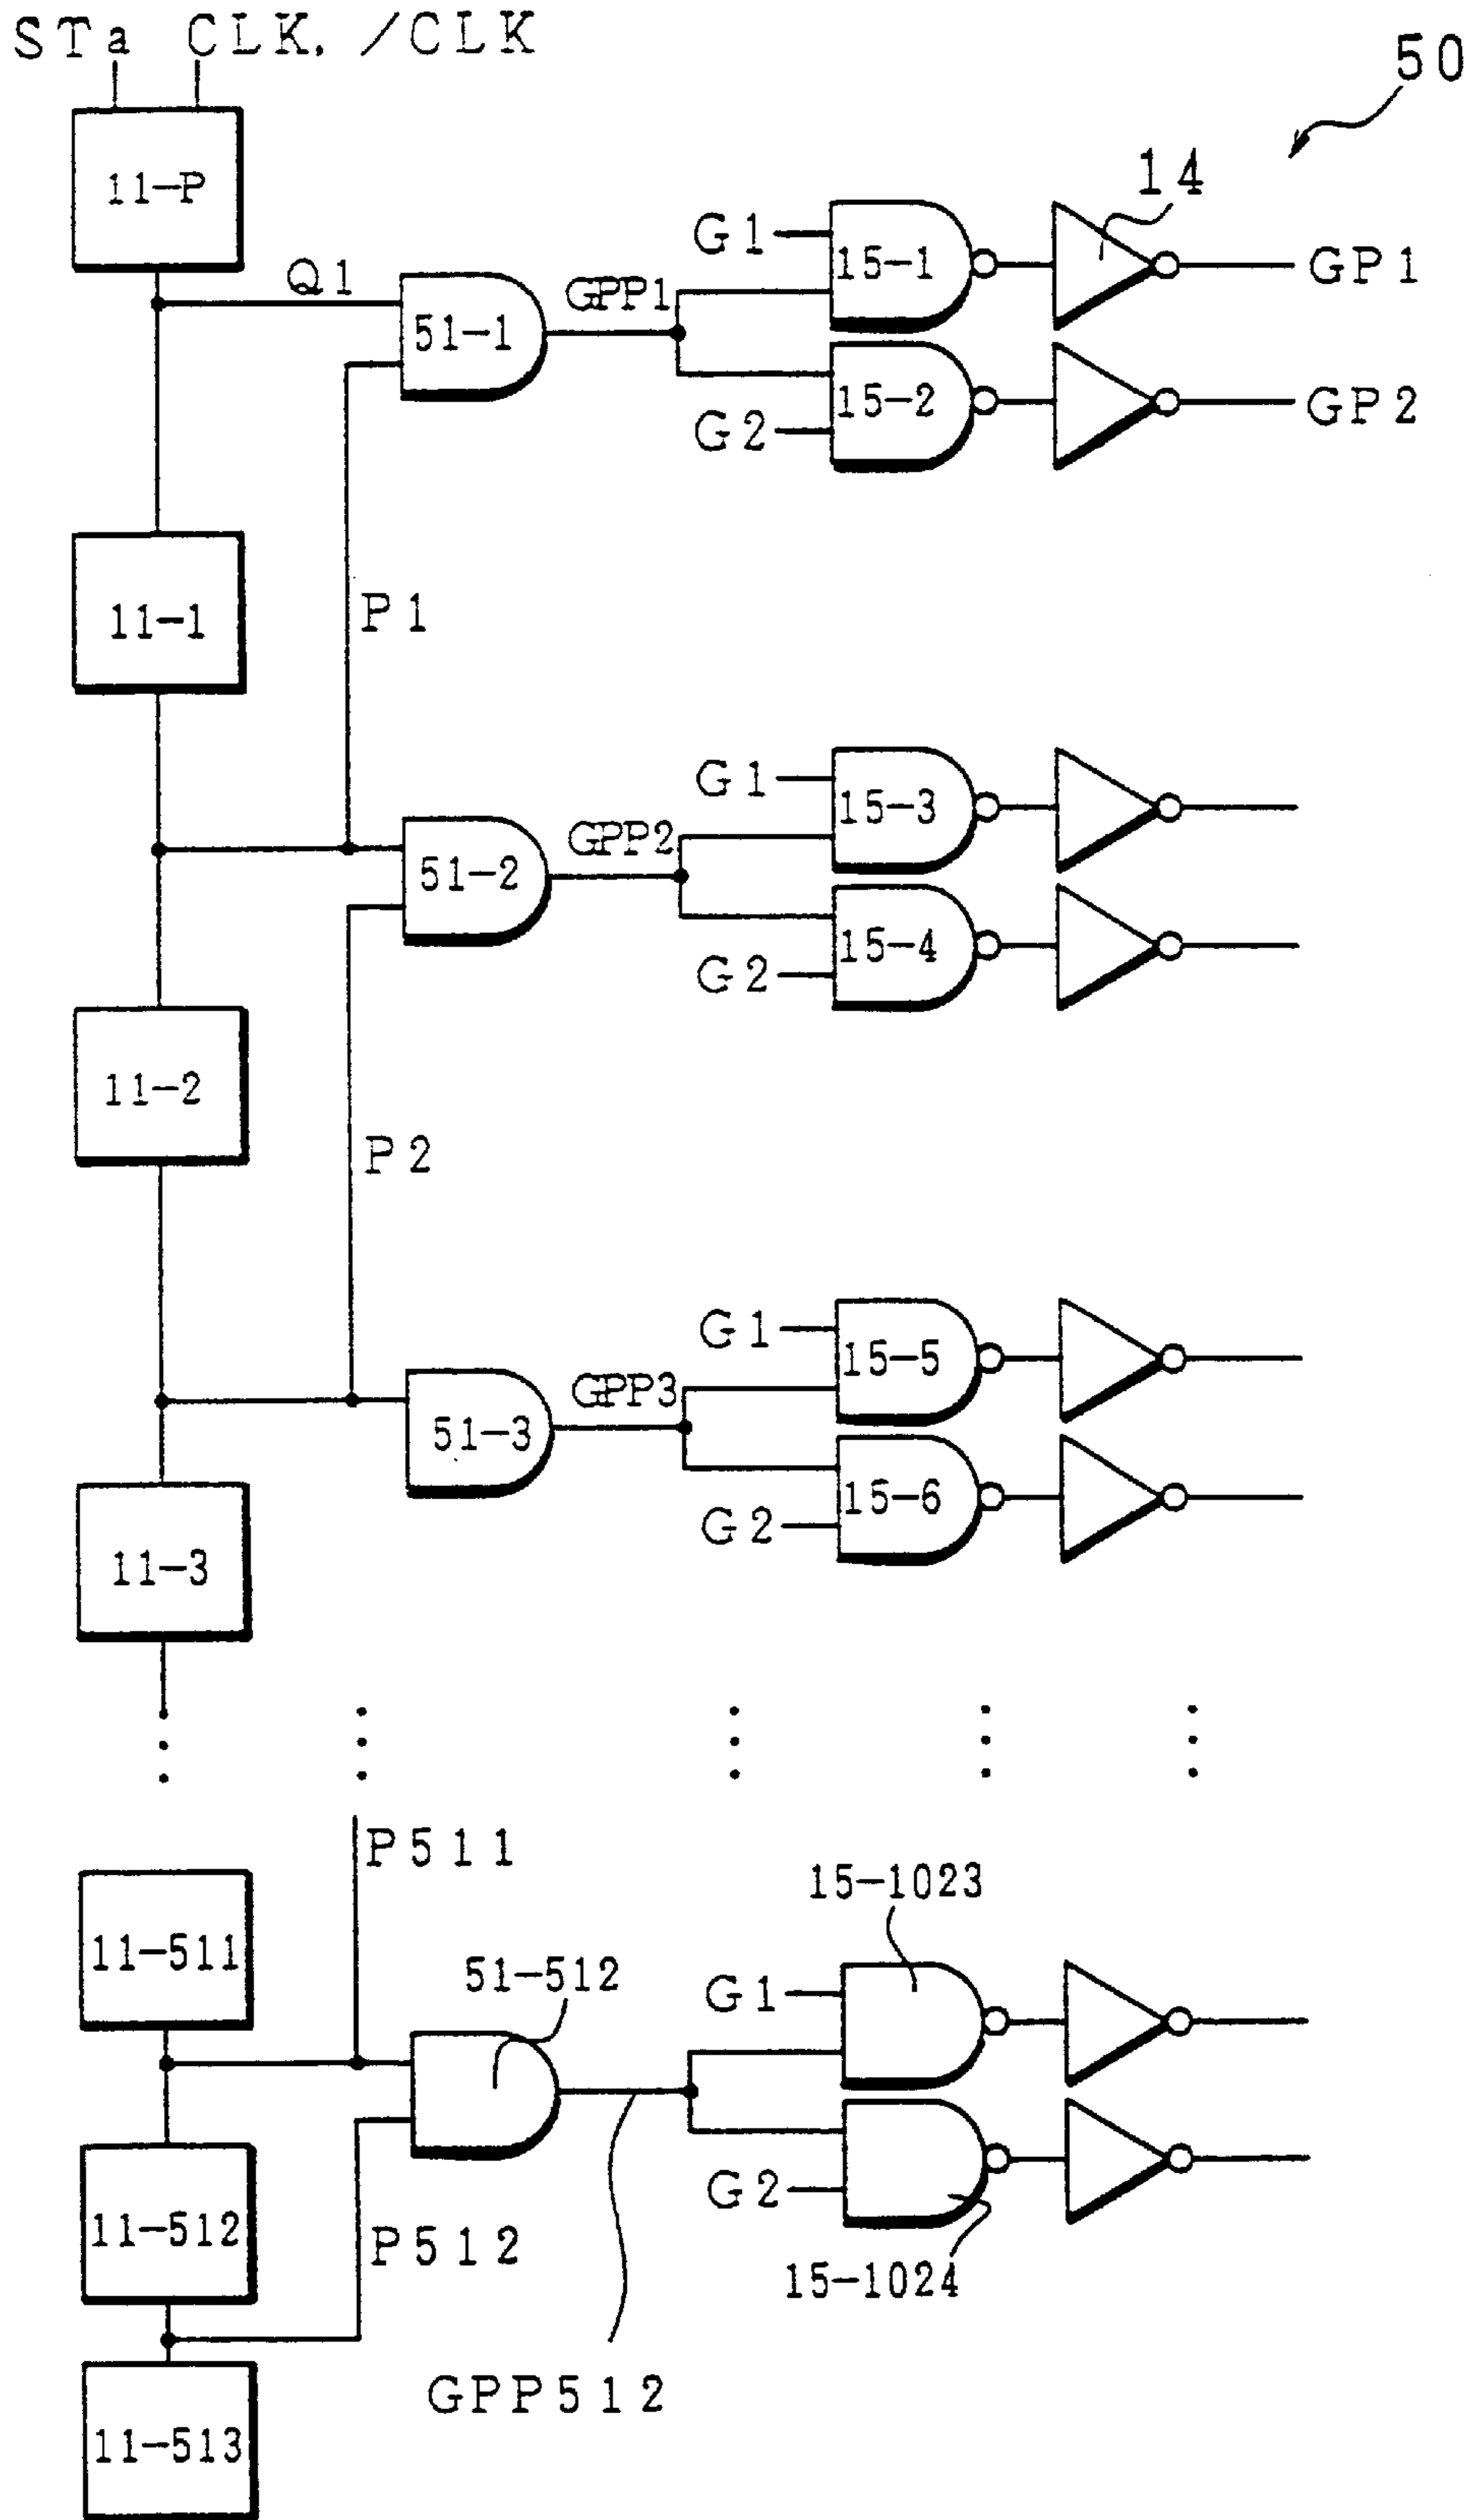 STa CLK, /CLK
50
11-P
14
G1
15-1
GP1
Q1
GPP1
51-1
15-2
GP2
G2
11-1
P1
G1
15-3
GPP2
51-2
15-4
G2
11-2
P2
G1
15-5
GPP3
51-3
15-6
G2
11-3
P511
15-1023
11-511
51-512
G1
G2
11-512
P512
15-1024
GPP512
11-513